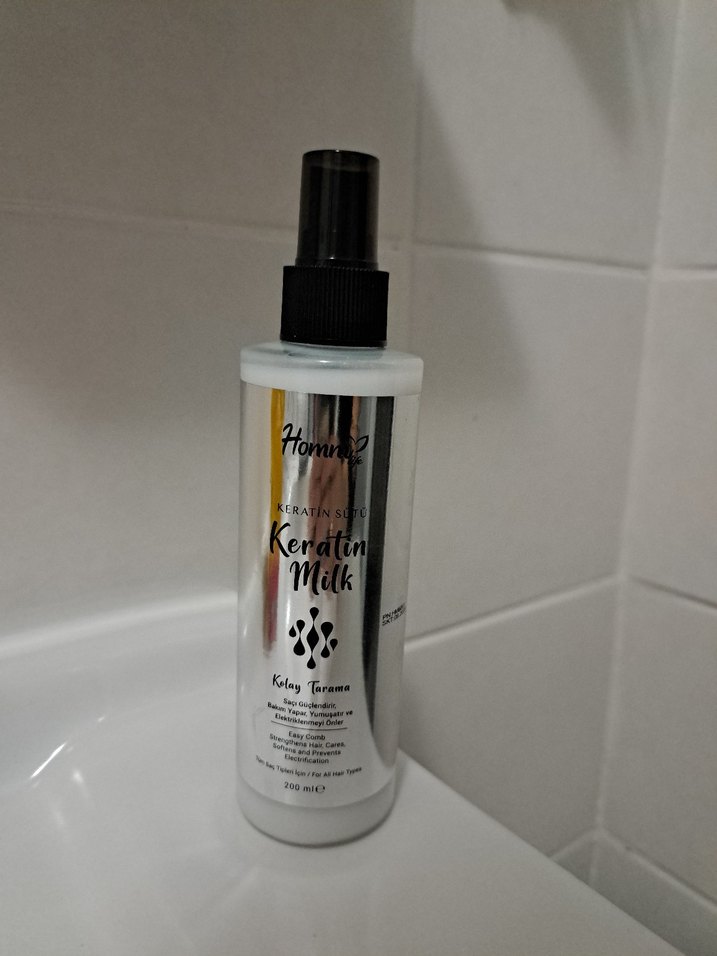 Homm life
KERATİN SÜTÜ
Keratin
Milk
Kolay Tarama
Saçı Güçlendirir,
Bakım Yapar, Yumuşatır ve
Elektriklenmeyi Önler
Easy Comb
Strengthens Hair, Cares,
Softens and Prevents
Electrification
Tüm Saç Tipleri İçin / For All Hair Types
200 ml ℮